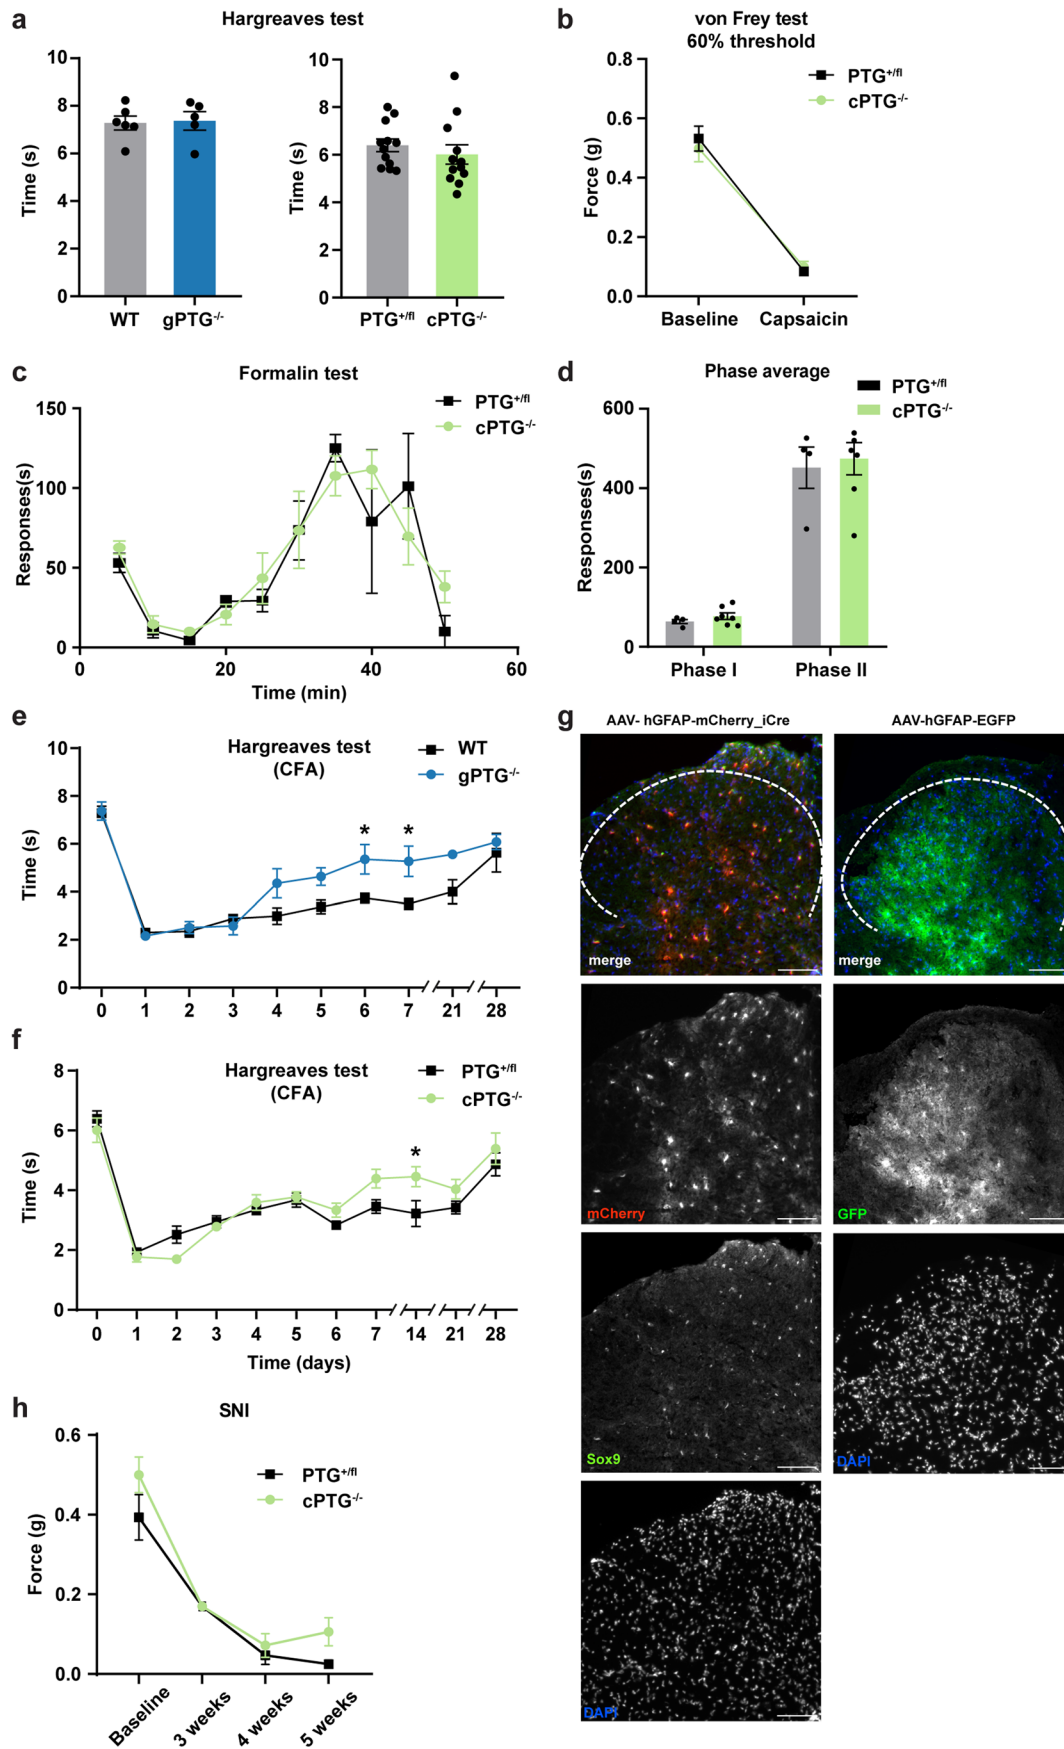 a
Hargreaves test
Time (s)
10
8
6
4
2
0
WT
gPTG-/-
Time (s)
10
8
6
4
2
0
PTG+/fl
cPTG-/-
b
von Frey test
60% threshold
PTG+/fl
cPTG-/-
Force (g)
0.8
0.6
0.4
0.2
0.0
Baseline
Capsaicin
c
Formalin test
PTG+/fl
cPTG-/-
Responses(s)
150
100
50
0
0
20
40
60
Time (min)
d
Phase average
PTG+/fl
cPTG-/-
Responses(s)
600
400
200
0
Phase I
Phase II
e
Hargreaves test
(CFA)
WT
gPTG-/-
Time (s)
10
8
6
4
2
0
* *
0 1 2 3 4 5 6 7 21 28
f
Hargreaves test
(CFA)
PTG+/fl
cPTG-/-
Time (s)
8
6
4
2
0
*
0 1 2 3 4 5 6 7 14 21 28
Time (days)
g
AAV- hGFAP-mCherry_iCre
AAV-hGFAP-EGFP
merge
merge
mCherry
GFP
Sox9
DAPI
DAPI
h
SNI
PTG+/fl
cPTG-/-
Force (g)
0.6
0.4
0.2
0.0
Baseline
3 weeks
4 weeks
5 weeks